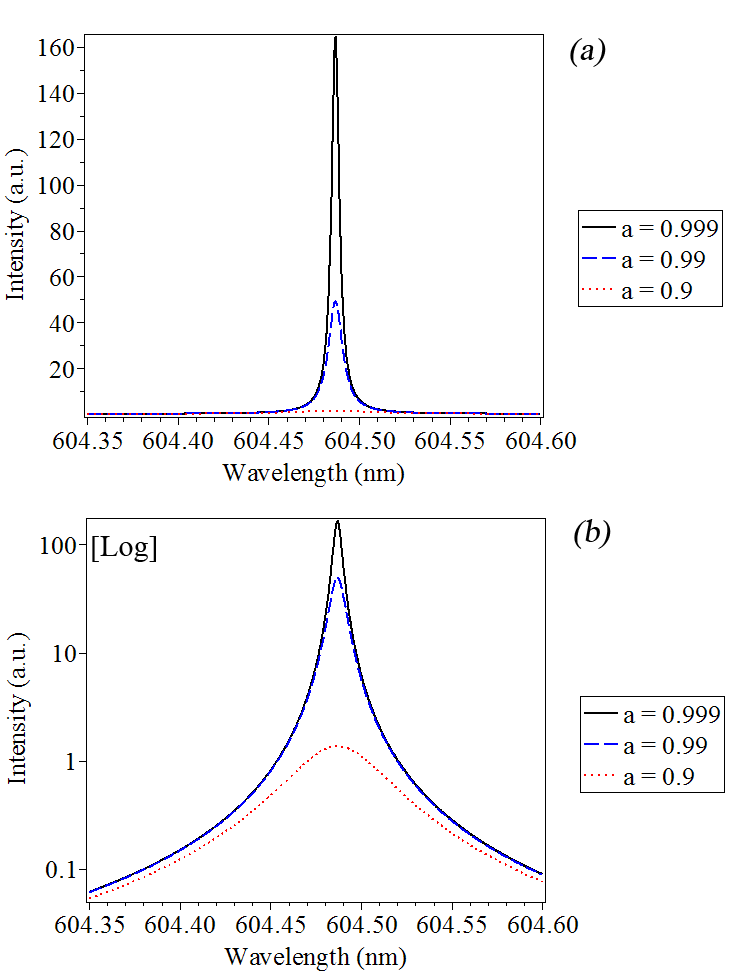 (a)
160
140
120
100
80
60
40
20
Intensity (a.u.)
604.35 604.40 604.45 604.50 604.55 604.60
Wavelength (nm)
a = 0.999
a = 0.99
a = 0.9
(b)
[Log]
100
10
1
0.1
Intensity (a.u.)
604.35 604.40 604.45 604.50 604.55 604.60
Wavelength (nm)
a = 0.999
a = 0.99
a = 0.9